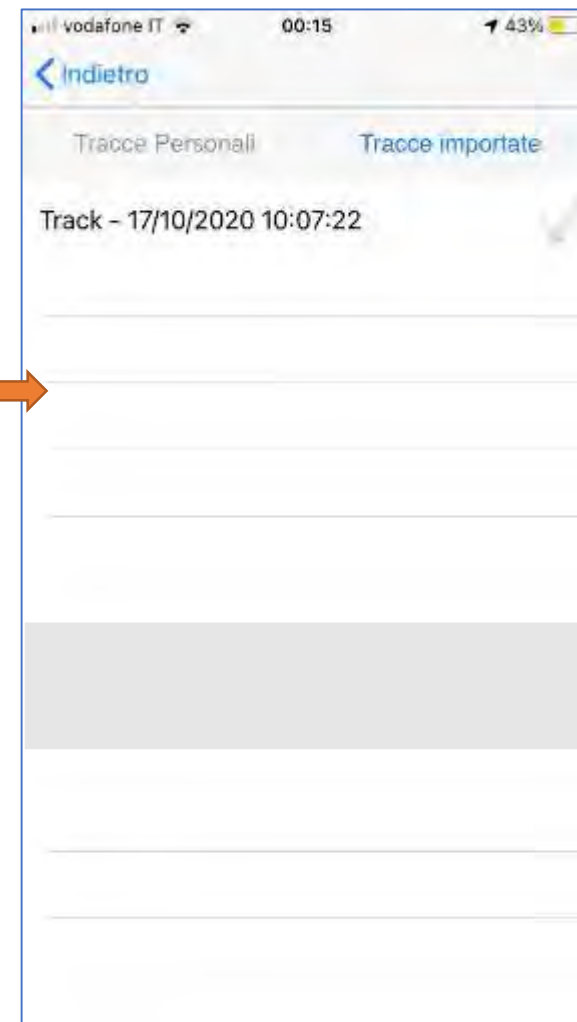 vodafone IT 00:15 43%
Indietro
Tracce Personali Tracce importate
Track - 17/10/2020 10:07:22